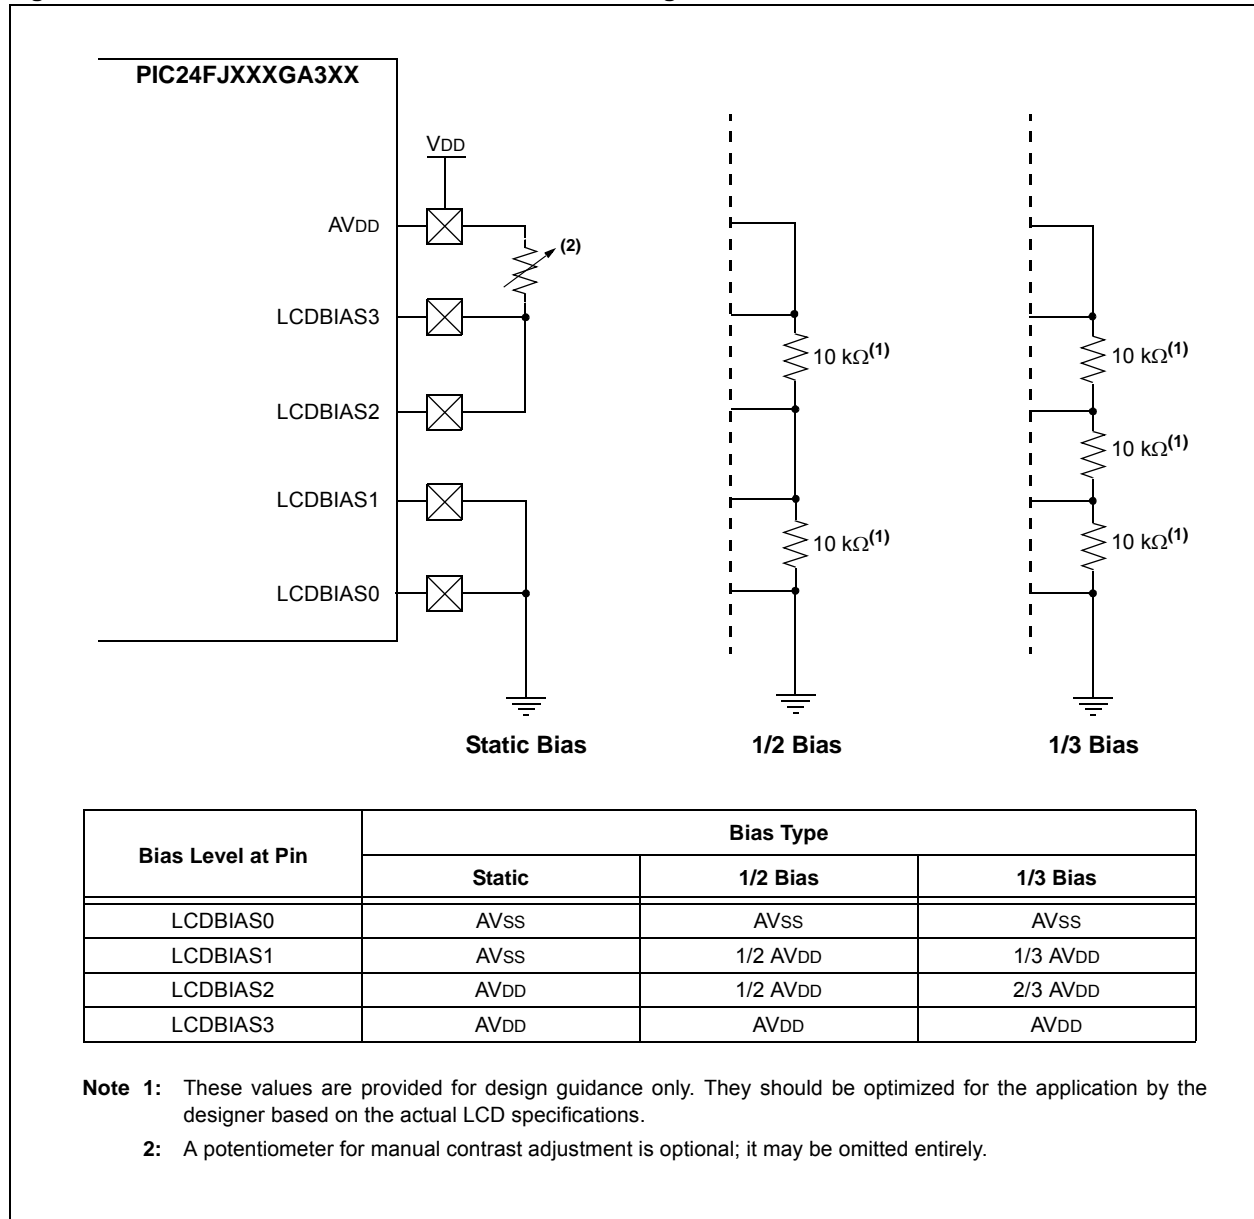 PIC24FJXXXGA3XX
VDD
AVDD
(2)
LCDBIAS3
10 kΩ(1)
10 kΩ(1)
LCDBIAS2
10 kΩ(1)
LCDBIAS1
10 kΩ(1)
10 kΩ(1)
LCDBIAS0
Static Bias
1/2 Bias
1/3 Bias
Bias Level at Pin
Bias Type
Static
1/2 Bias
1/3 Bias
LCDBIAS0 AVSS AVSS AVSS
LCDBIAS1 AVSS 1/2 AVDD 1/3 AVDD
LCDBIAS2 AVDD 1/2 AVDD 2/3 AVDD
LCDBIAS3 AVDD AVDD AVDD
Note 1: These values are provided for design guidance only. They should be optimized for the application by the
designer based on the actual LCD specifications.
2: A potentiometer for manual contrast adjustment is optional; it may be omitted entirely.